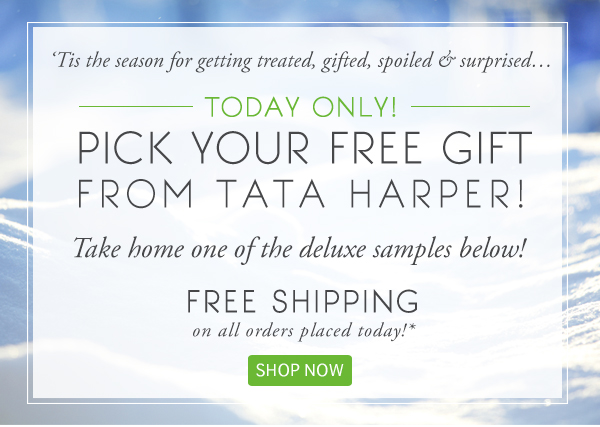 ‘Tis the season for getting treated, gifted, spoiled & surprised…
TODAY ONLY!
PICK YOUR FREE GIFT
FROM TATA HARPER!
Take home one of the deluxe samples below!
FREE SHIPPING
on all orders placed today!*
SHOP NOW